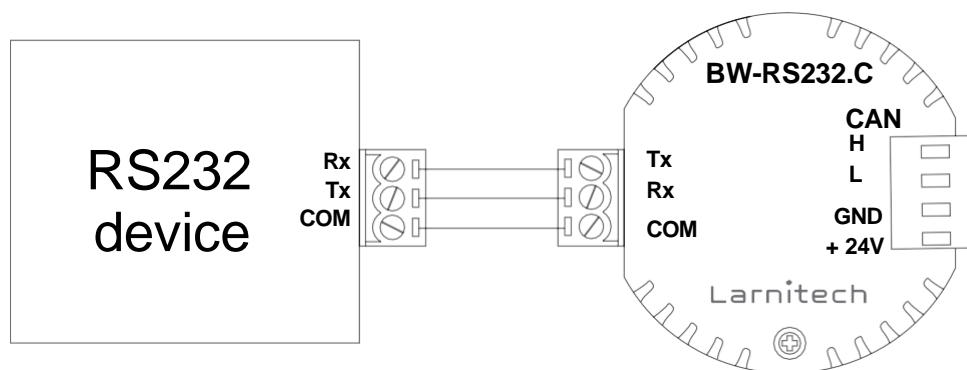 RS232
device
Rx
Tx
COM
BW-RS232.C
Tx
Rx
COM
CAN
H
L
GND
+ 24V
Larnitech